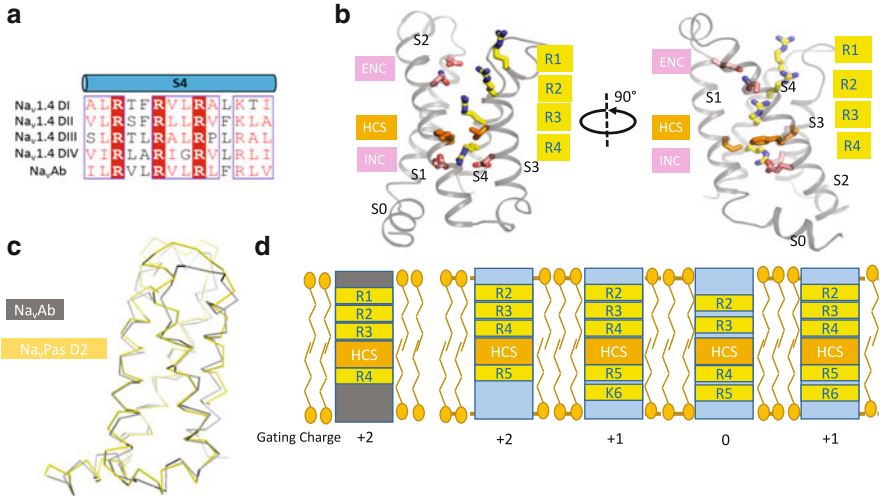 a
S4
Naᵥ1.4 DI ALRTFRVLRALKTI
Naᵥ1.4 DII VLRSFRLLRVFKLA
Naᵥ1.4 DIII SLRTLRALRPLRAL
Naᵥ1.4 DIV VIRLARIGRVLRLI
NaᵥAb ILRVLRVLRLFRLV
b
S2
ENC
R1
R2
R3
HCS
R4
INC
S1
S4
S3
S0
90°
ENC
S1
S4
R1
R2
R3
HCS
S3
R4
INC
S2
S0
c
NaᵥAb
NaᵥPas D2
d
R1 R2 R2 R2 R2
R2 R3 R3 R3 R3
R3 R4 R4 R4
HCS HCS HCS HCS HCS
R4 R5 R5 R4 R5
K6 R5 R6
Gating Charge +2 +2 +1 0 +1